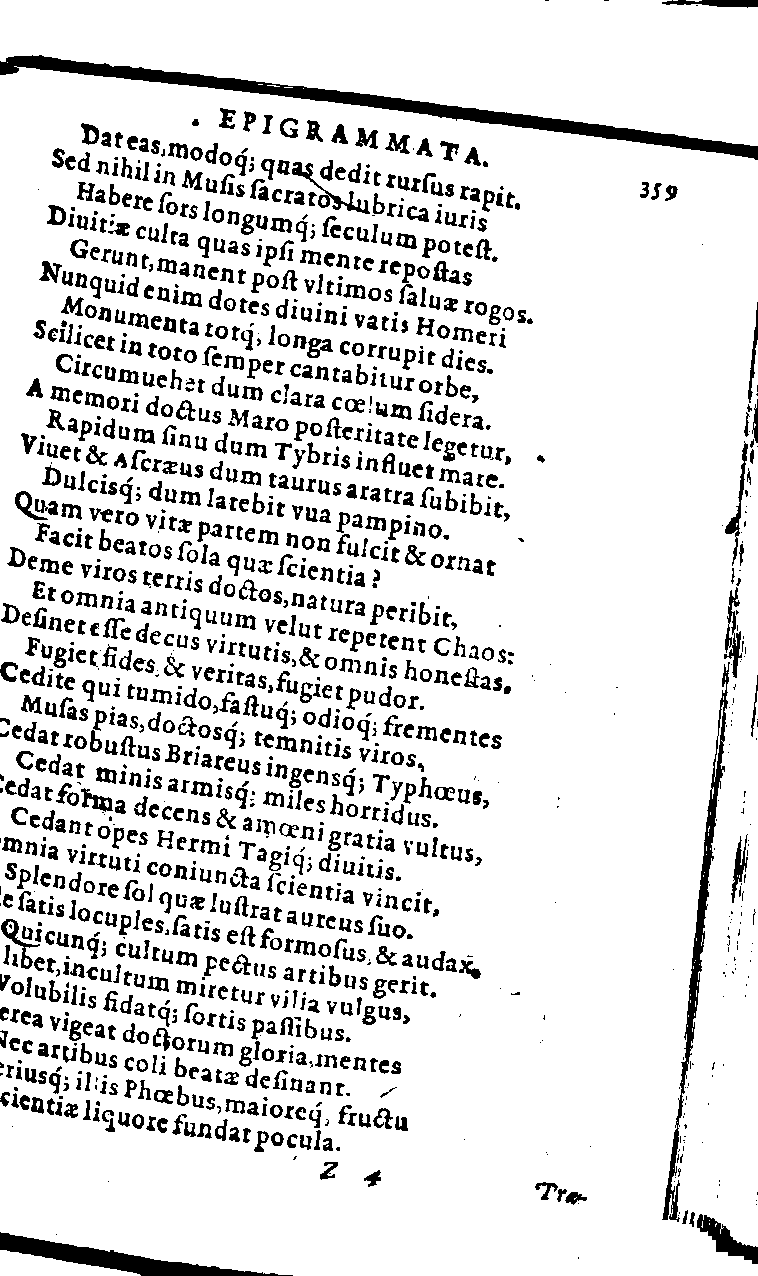 EPIGRAMMATA.
359
Dat eas, modoq́; quas dedit rurſus rapit.
Sed nihil in Muſis ſacratos lubrica iuris
Habere ſors longumq́; ſeculum poteſt.
Diuitiæ culta quas ipſi mente repoſtas
Gerunt, manent poſt vltimos ſaluæ rogos.
Nunquid enim dotes diuini vatis Homeri
Monumenta totq́; longa corrupit dies.
Scilicet in toto ſemper cantabitur orbe,
Circumuehet dum clara cœlum ſidera.
A memori doctus Maro poſteritate legetur,
Rapidum ſinu dum Tybris influet mare.
Viuet & Aſcræus dum taurus aratra ſubibit,
Dulcisq́; dum latebit vua pampino.
Quam vero vitæ partem non fulcit & ornat
Facit beatos ſola quæ ſcientia?
Deme viros terris doctos, natura peribit,
Et omnia antiquum velut repetent Chaos:
Deſinet eſſe decus virtutis, & omnis honeſtas,
Fugiet fides, & veritas, fugiet pudor.
Cedite qui tumido, faſtuq́; odioq́; frementes
Muſas pias, doctosq́; temnitis viros,
Cedat robuſtus Briareus ingensq́; Typhœus,
Cedat minis armisq́; miles horridus.
Cedat forma decens & amœni gratia vultus,
Cedant opes Hermi Tagiq́; diuitis.
mnia virtuti coniuncta ſcientia vincit,
Splendore ſol quæ luſtrat aureus ſuo.
le ſatis locuples, ſatis eſt formoſus, & audax,
Quicunq́; cultum pectus artibus gerit.
libet, incultum miretur vilia vulgus,
Volubilis fidatq́; ſortis paſſibus.
erea vigeat doctorum gloria, mentes
Nec artibus coli beatæ deſinant.
eriusq́; illis Phœbus, maioreq́, fructu
cientiæ liquore fundat pocula.
Z 4
Træ-